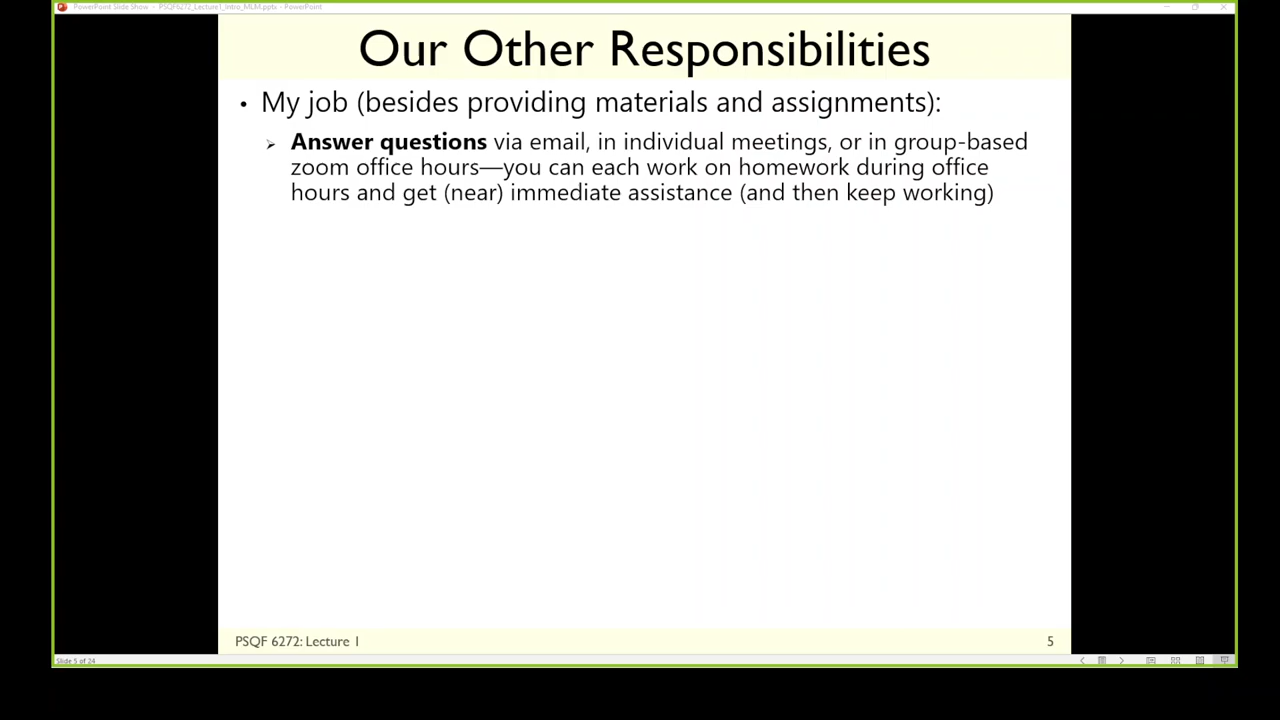 PowerPoint Slide Show - PSQF6272_Lecture1_Intro_MLM.pptx - PowerPoint
Our Other Responsibilities
• My job (besides providing materials and assignments):
➢ Answer questions via email, in individual meetings, or in group-based
zoom office hours—you can each work on homework during office
hours and get (near) immediate assistance (and then keep working)
PSQF 6272: Lecture 1
5
Slide 5 of 24